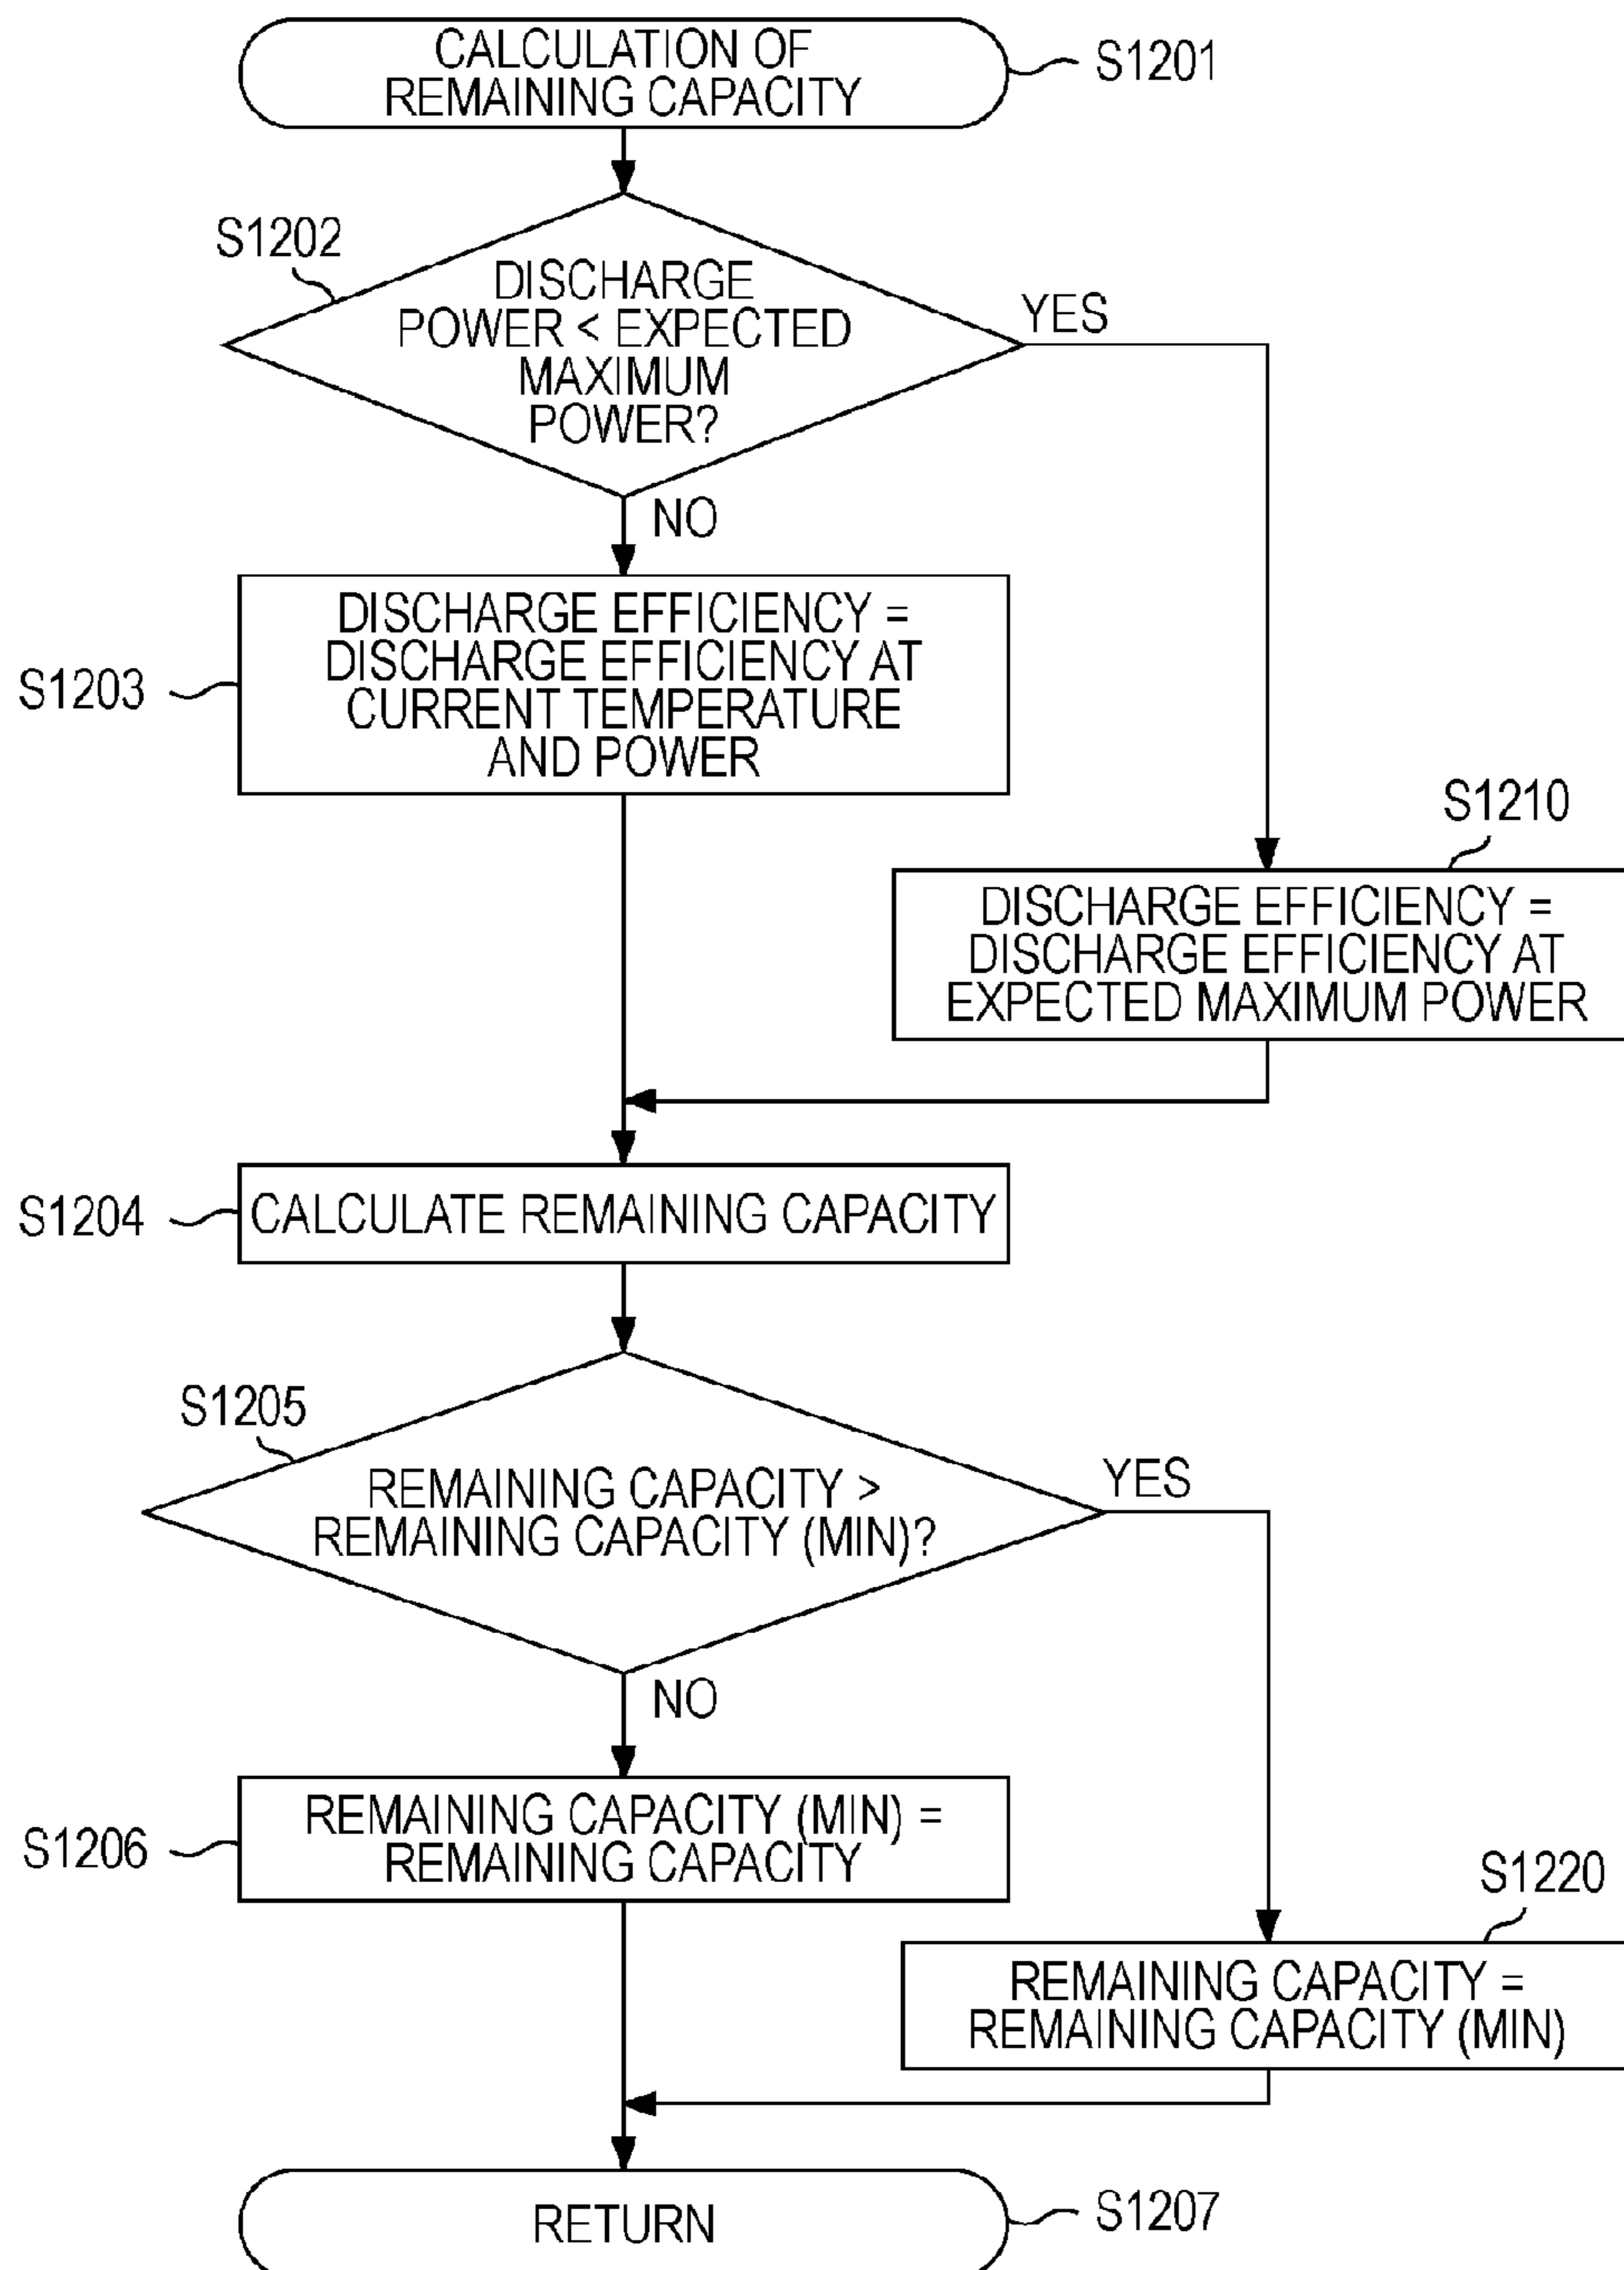 CALCULATION OF
REMAINING CAPACITY
S1201
S1202
DISCHARGE
POWER < EXPECTED
MAXIMUM
POWER?
YES
NO
S1203
DISCHARGE EFFICIENCY =
DISCHARGE EFFICIENCY AT
CURRENT TEMPERATURE
AND POWER
S1210
DISCHARGE EFFICIENCY =
DISCHARGE EFFICIENCY AT
EXPECTED MAXIMUM POWER
S1204
CALCULATE REMAINING CAPACITY
S1205
REMAINING CAPACITY >
REMAINING CAPACITY (MIN)?
YES
NO
S1206
REMAINING CAPACITY (MIN) =
REMAINING CAPACITY
S1220
REMAINING CAPACITY =
REMAINING CAPACITY (MIN)
RETURN
S1207